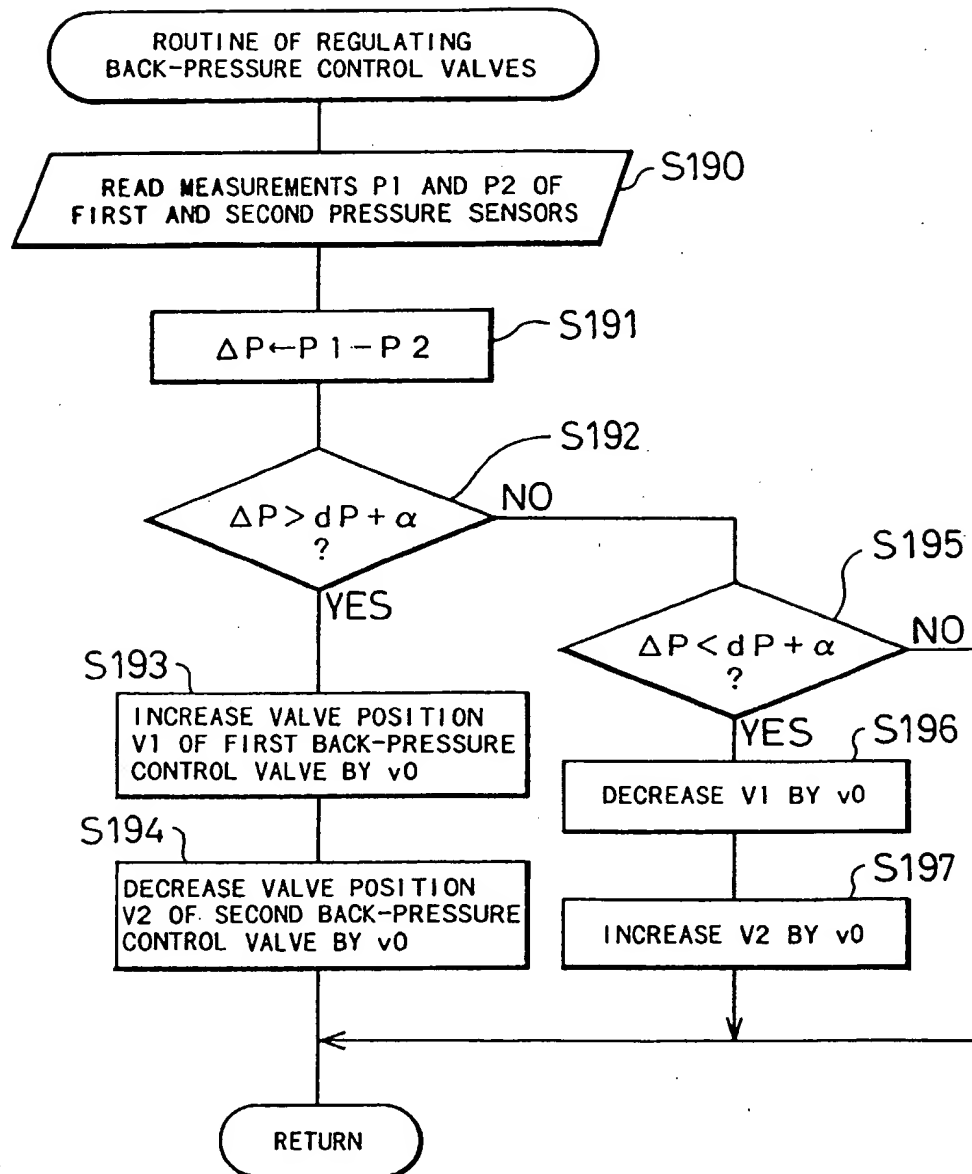 ROUTINE OF REGULATING
BACK-PRESSURE CONTROL VALVES
S190
READ MEASUREMENTS P1 AND P2 OF
FIRST AND SECOND PRESSURE SENSORS
S191
ΔP←P1−P2
S192
ΔP>dP+α
?
NO
YES
S195
ΔP<dP+α
?
NO
YES
S193
INCREASE VALVE POSITION
V1 OF FIRST BACK-PRESSURE
CONTROL VALVE BY v0
S194
DECREASE VALVE POSITION
V2 OF SECOND BACK-PRESSURE
CONTROL VALVE BY v0
S196
DECREASE V1 BY v0
S197
INCREASE V2 BY v0
RETURN